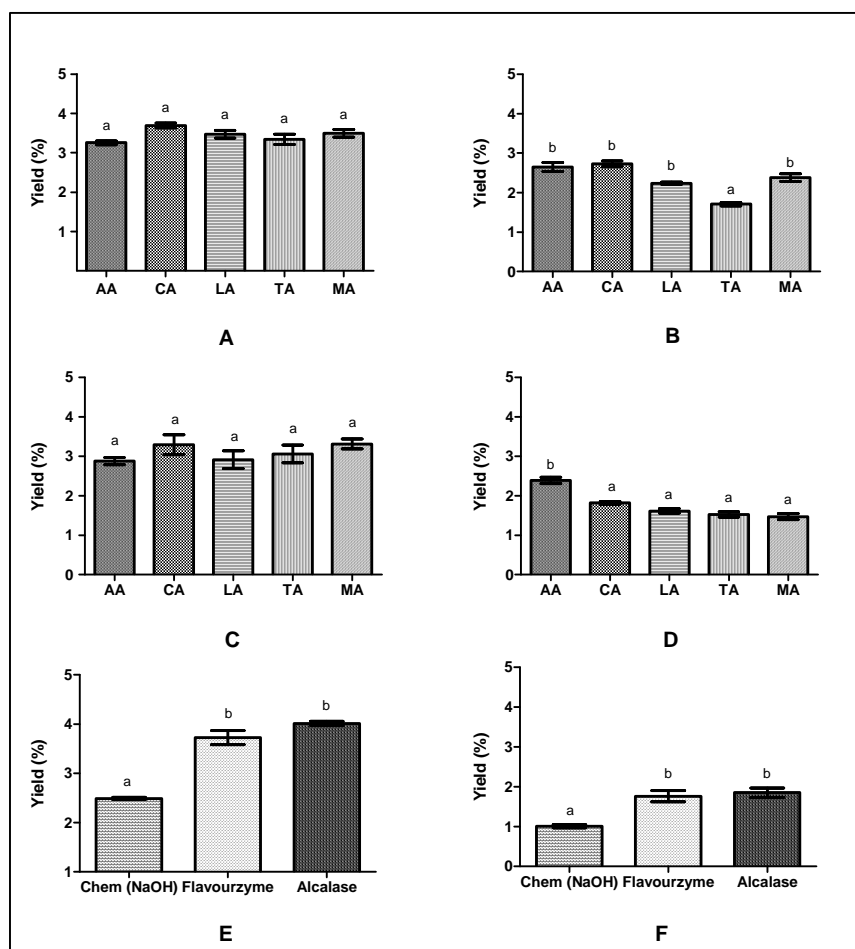 5
4
3
2
1
Yield (%)
a a a a a
AA CA LA TA MA
A
5
4
3
2
1
0
Yield (%)
b b b a b
AA CA LA TA MA
B
5
4
3
2
1
0
Yield (%)
a a a a a
AA CA LA TA MA
C
5
4
3
2
1
0
Yield (%)
b a a a a
AA CA LA TA MA
D
5
4
3
2
1
Yield (%)
a b b
Chem (NaOH) Flavourzyme Alcalase
E
5
4
3
2
1
0
Yield (%)
a b b
Chem (NaOH) Flavourzyme Alcalase
F